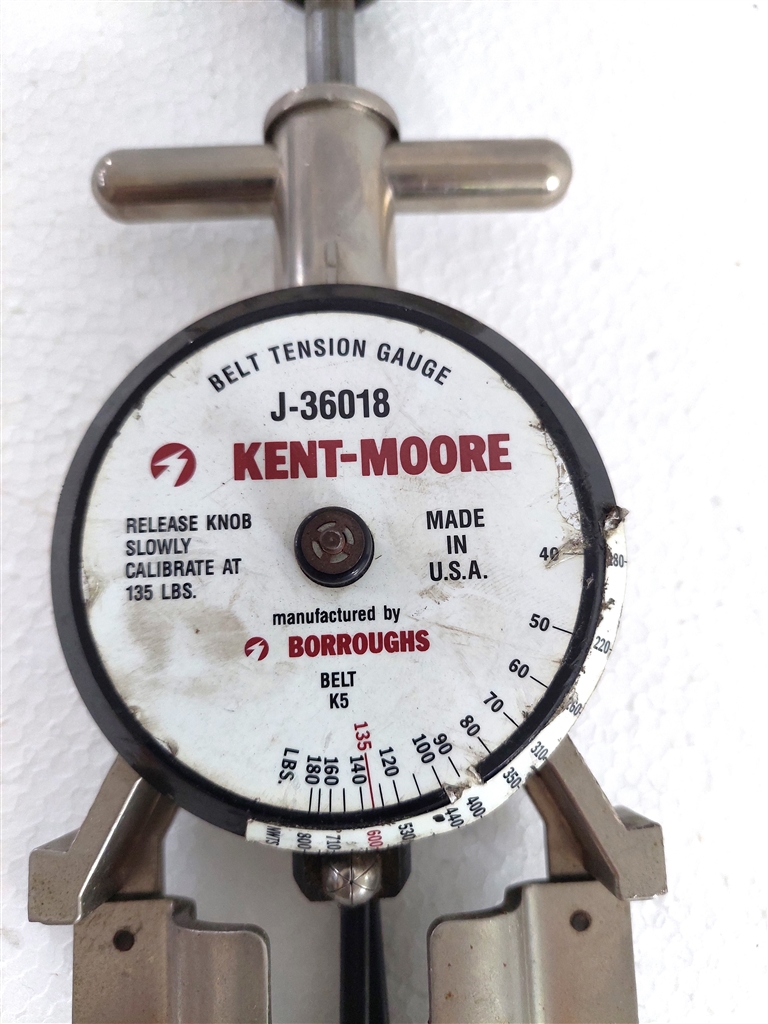 BELT TENSION GAUGE
J-36018
KENT-MOORE
RELEASE KNOB
SLOWLY
CALIBRATE AT
135 LBS.
MADE
IN
U.S.A.
manufactured by
BORROUGHS
BELT
K5
40
50
60
70
80
90
100
120
135
140
160
180
LBS.
180
220
260
310
350
400
440
530
600
710
800